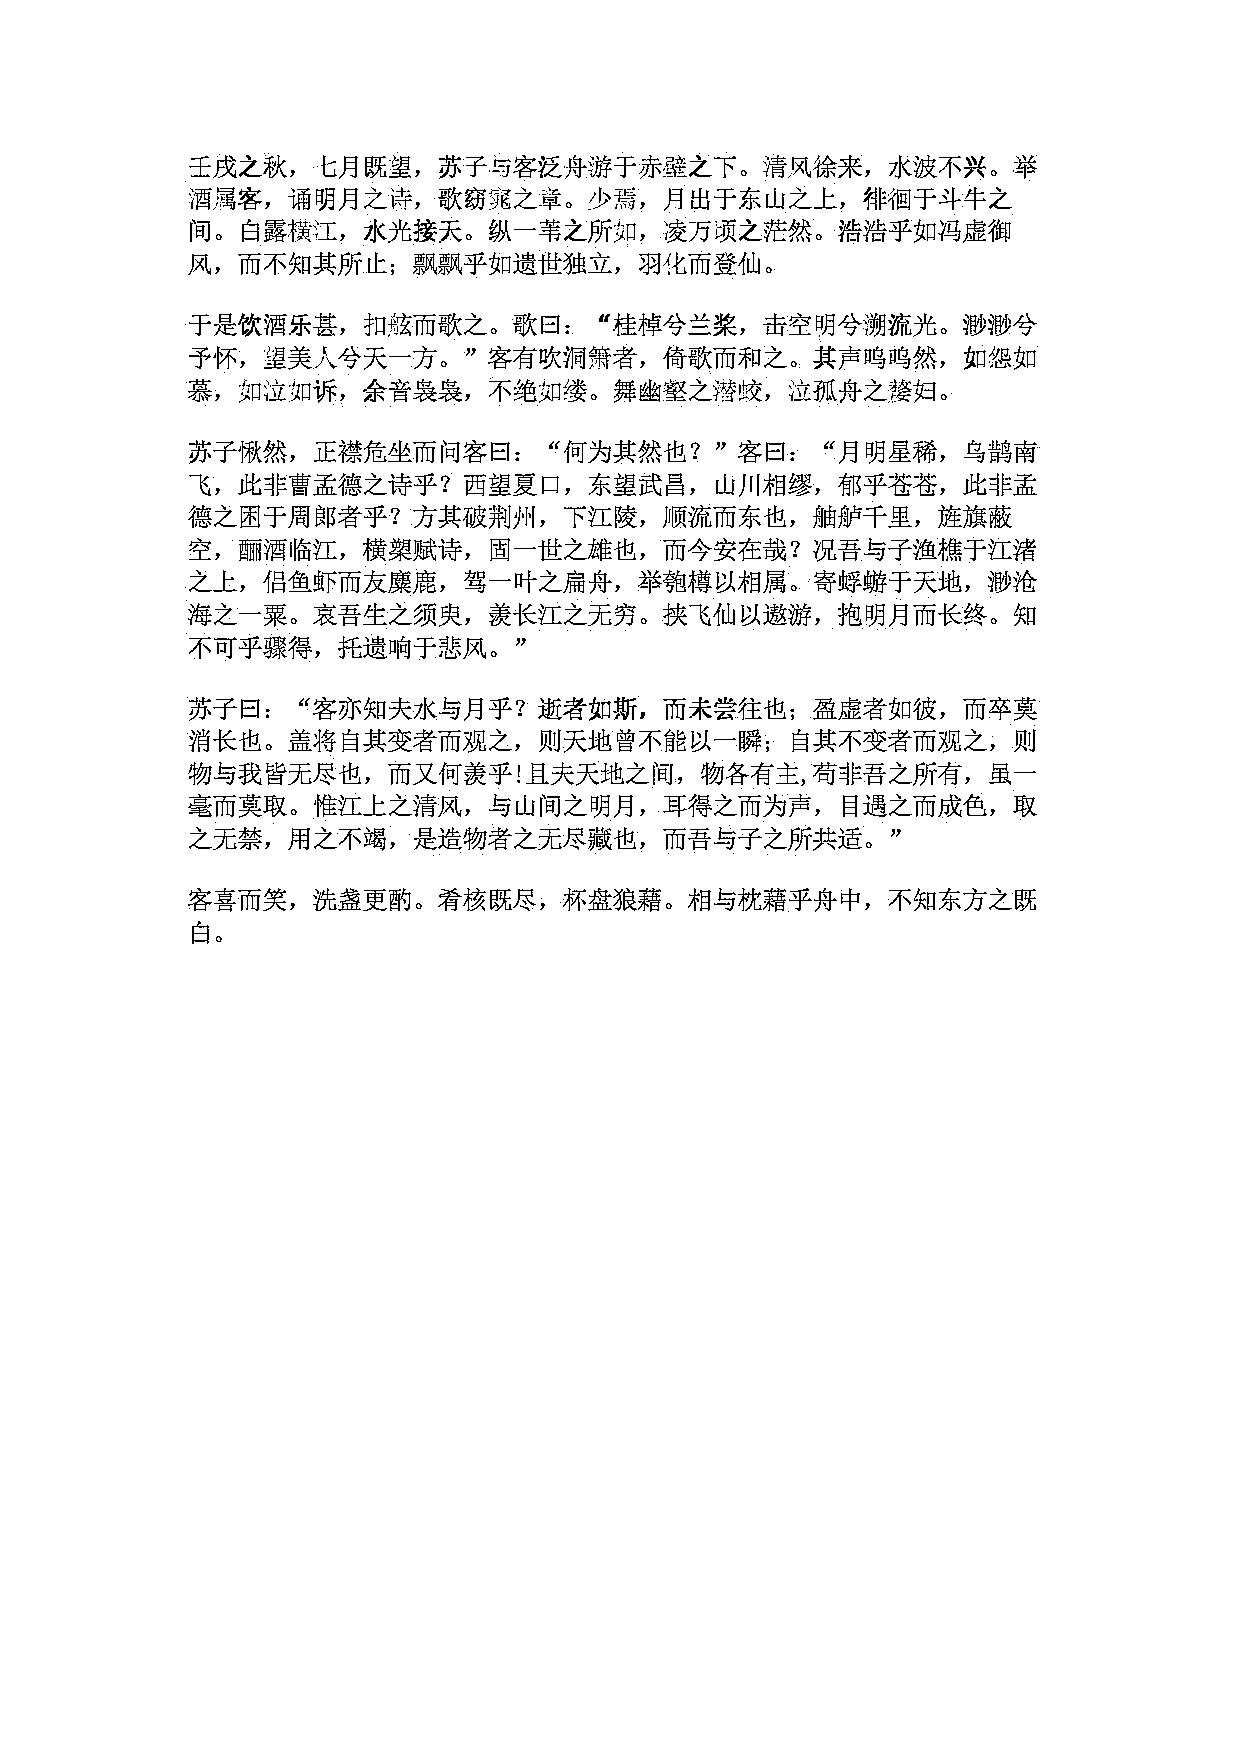 壬戌之秋，七月既望，苏子与客泛舟游于赤壁之下。清风徐来，水波不兴。举
酒属客，诵明月之诗，歌窈窕之章。少焉，月出于东山之上，徘徊于斗牛之
间。白露横江，水光接天。纵一苇之所如，凌万顷之茫然。浩浩乎如冯虚御
风，而不知其所止；飘飘乎如遗世独立，羽化而登仙。
于是饮酒乐甚，扣舷而歌之。歌曰：“桂棹兮兰桨，击空明兮溯流光。渺渺兮
予怀，望美人兮天一方。”客有吹洞箫者，倚歌而和之。其声呜呜然，如怨如
慕，如泣如诉，余音袅袅，不绝如缕。舞幽壑之潜蛟，泣孤舟之嫠妇。
苏子愀然，正襟危坐而问客曰：“何为其然也？”客曰：“月明星稀，乌鹊南
飞，此非曹孟德之诗乎？西望夏口，东望武昌，山川相缪，郁乎苍苍，此非孟
德之困于周郎者乎？方其破荆州，下江陵，顺流而东也，舳舻千里，旌旗蔽
空，酾酒临江，横槊赋诗，固一世之雄也，而今安在哉？况吾与子渔樵于江渚
之上，侣鱼虾而友麋鹿，驾一叶之扁舟，举匏樽以相属。寄蜉蝣于天地，渺沧
海之一粟。哀吾生之须臾，羡长江之无穷。挟飞仙以遨游，抱明月而长终。知
不可乎骤得，托遗响于悲风。”
苏子曰：“客亦知夫水与月乎？逝者如斯，而未尝往也；盈虚者如彼，而卒莫
消长也。盖将自其变者而观之，则天地曾不能以一瞬；自其不变者而观之，则
物与我皆无尽也，而又何羡乎!且夫天地之间，物各有主,苟非吾之所有，虽一
毫而莫取。惟江上之清风，与山间之明月，耳得之而为声，目遇之而成色，取
之无禁，用之不竭，是造物者之无尽藏也，而吾与子之所共适。”
客喜而笑，洗盏更酌。肴核既尽，杯盘狼藉。相与枕藉乎舟中，不知东方之既
白。